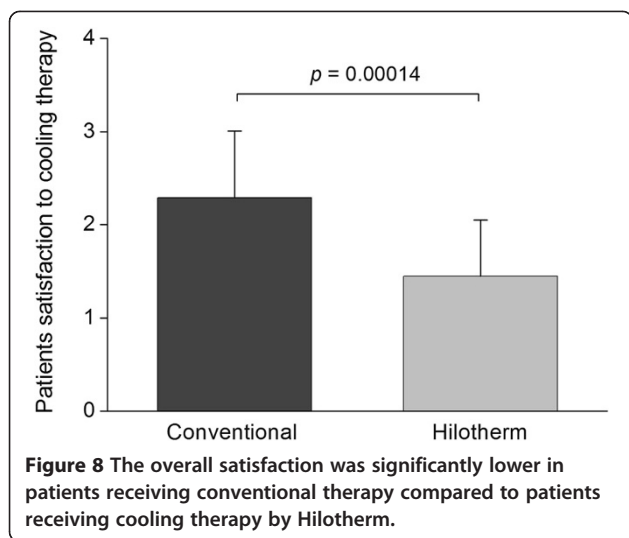 4
p = 0.00014
3
2
1
0
Patients satisfaction to cooling therapy
Conventional Hilotherm
Figure 8 The overall satisfaction was significantly lower in
patients receiving conventional therapy compared to patients
receiving cooling therapy by Hilotherm.